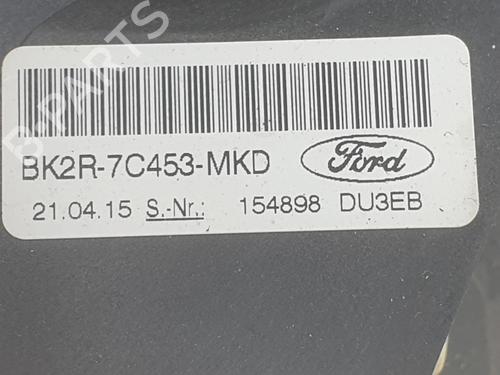 BK2R-7C453-MKD Ford
21.04.15 S.-Nr.: 154898 DU3EB
B-PARTS